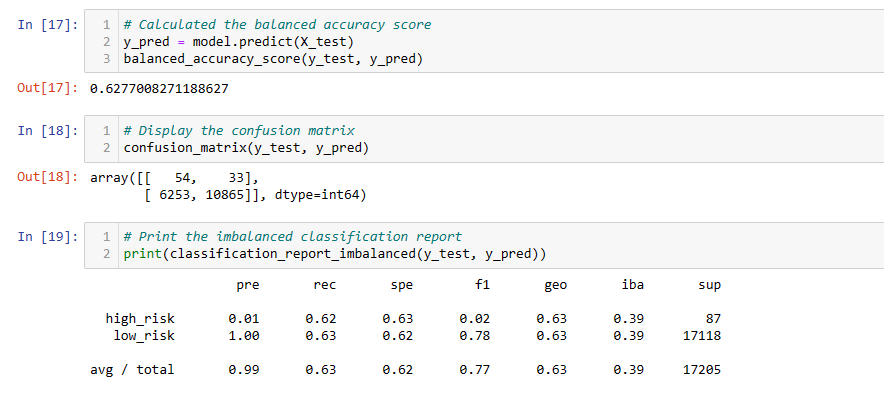 In [17]: 1 # Calculated the balanced accuracy score
2 y_pred = model.predict(X_test)
3 balanced_accuracy_score(y_test, y_pred)
Out[17]: 0.6277008271188627
In [18]: 1 # Display the confusion matrix
2 confusion_matrix(y_test, y_pred)
Out[18]: array([[   54,    33],
       [ 6253, 10865]], dtype=int64)
In [19]: 1 # Print the imbalanced classification report
2 print(classification_report_imbalanced(y_test, y_pred))
pre rec spe f1 geo iba sup
high_risk 0.01 0.62 0.63 0.02 0.63 0.39 87
low_risk 1.00 0.63 0.62 0.78 0.63 0.39 17118
avg / total 0.99 0.63 0.62 0.77 0.63 0.39 17205